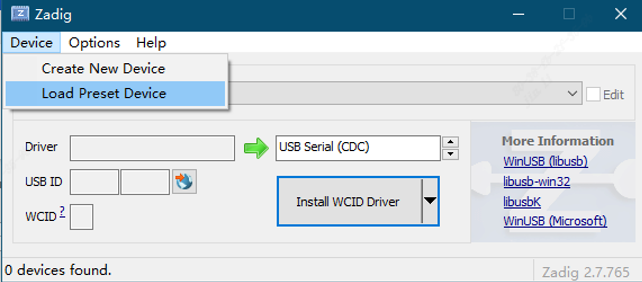 Zadig
Device Options Help
Create New Device
Load Preset Device
Edit
Driver
USB Serial (CDC)
More Information
WinUSB (libusb)
USB ID
libusb-win32
Install WCID Driver
libusbK
WCID ?
WinUSB (Microsoft)
0 devices found.
Zadig 2.7.765